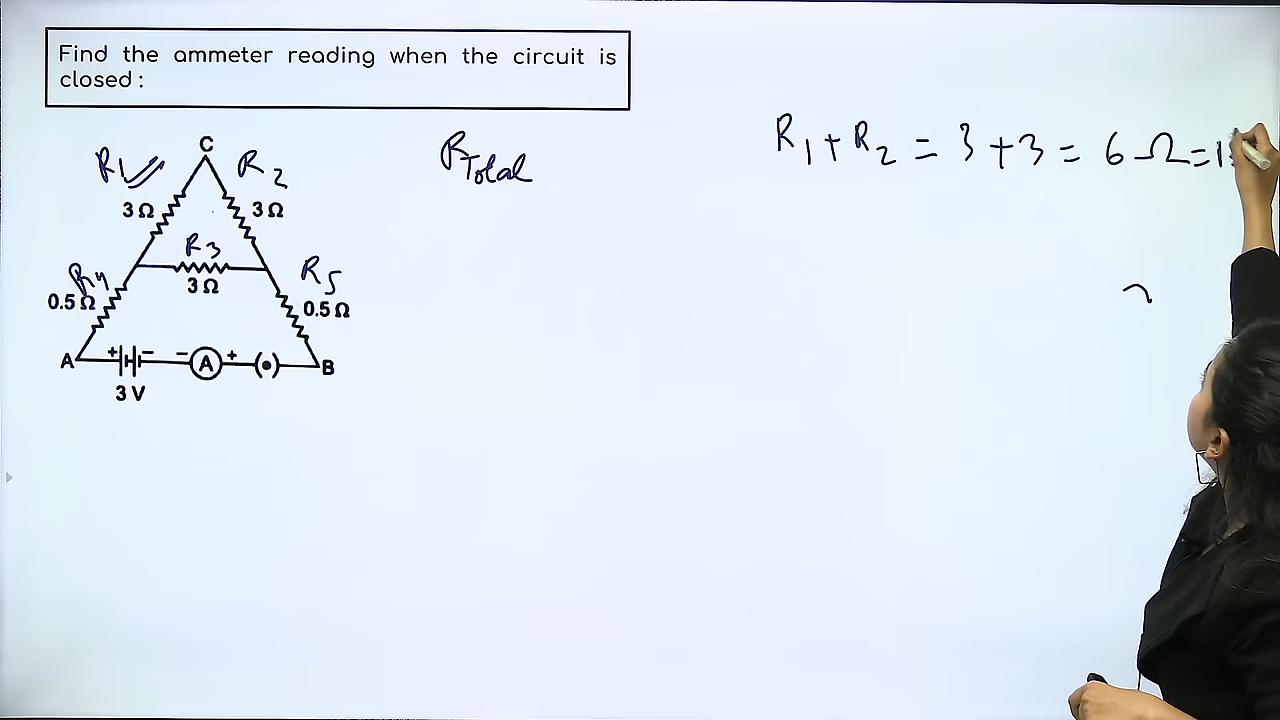 Find the ammeter reading when the circuit is
closed :
R1 + R2 = 3 + 3 = 6 Ω =
RTotal
C
R1
R2
3 Ω
3 Ω
R3
3 Ω
R4
R5
0.5 Ω
0.5 Ω
A
+ −
− A +
B
3 V